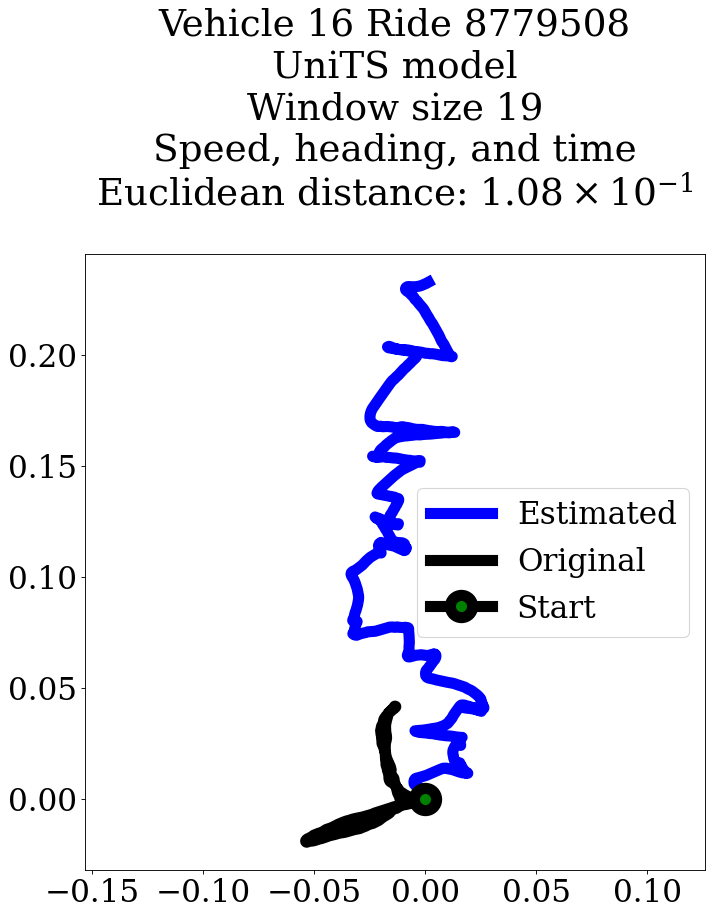 Vehicle 16 Ride 8779508
UniTS model
Window size 19
Speed, heading, and time
Euclidean distance: 1.08 × 10⁻¹
0.20
0.15
0.10
0.05
0.00
Estimated
Original
Start
−0.15 −0.10 −0.05 0.00 0.05 0.10